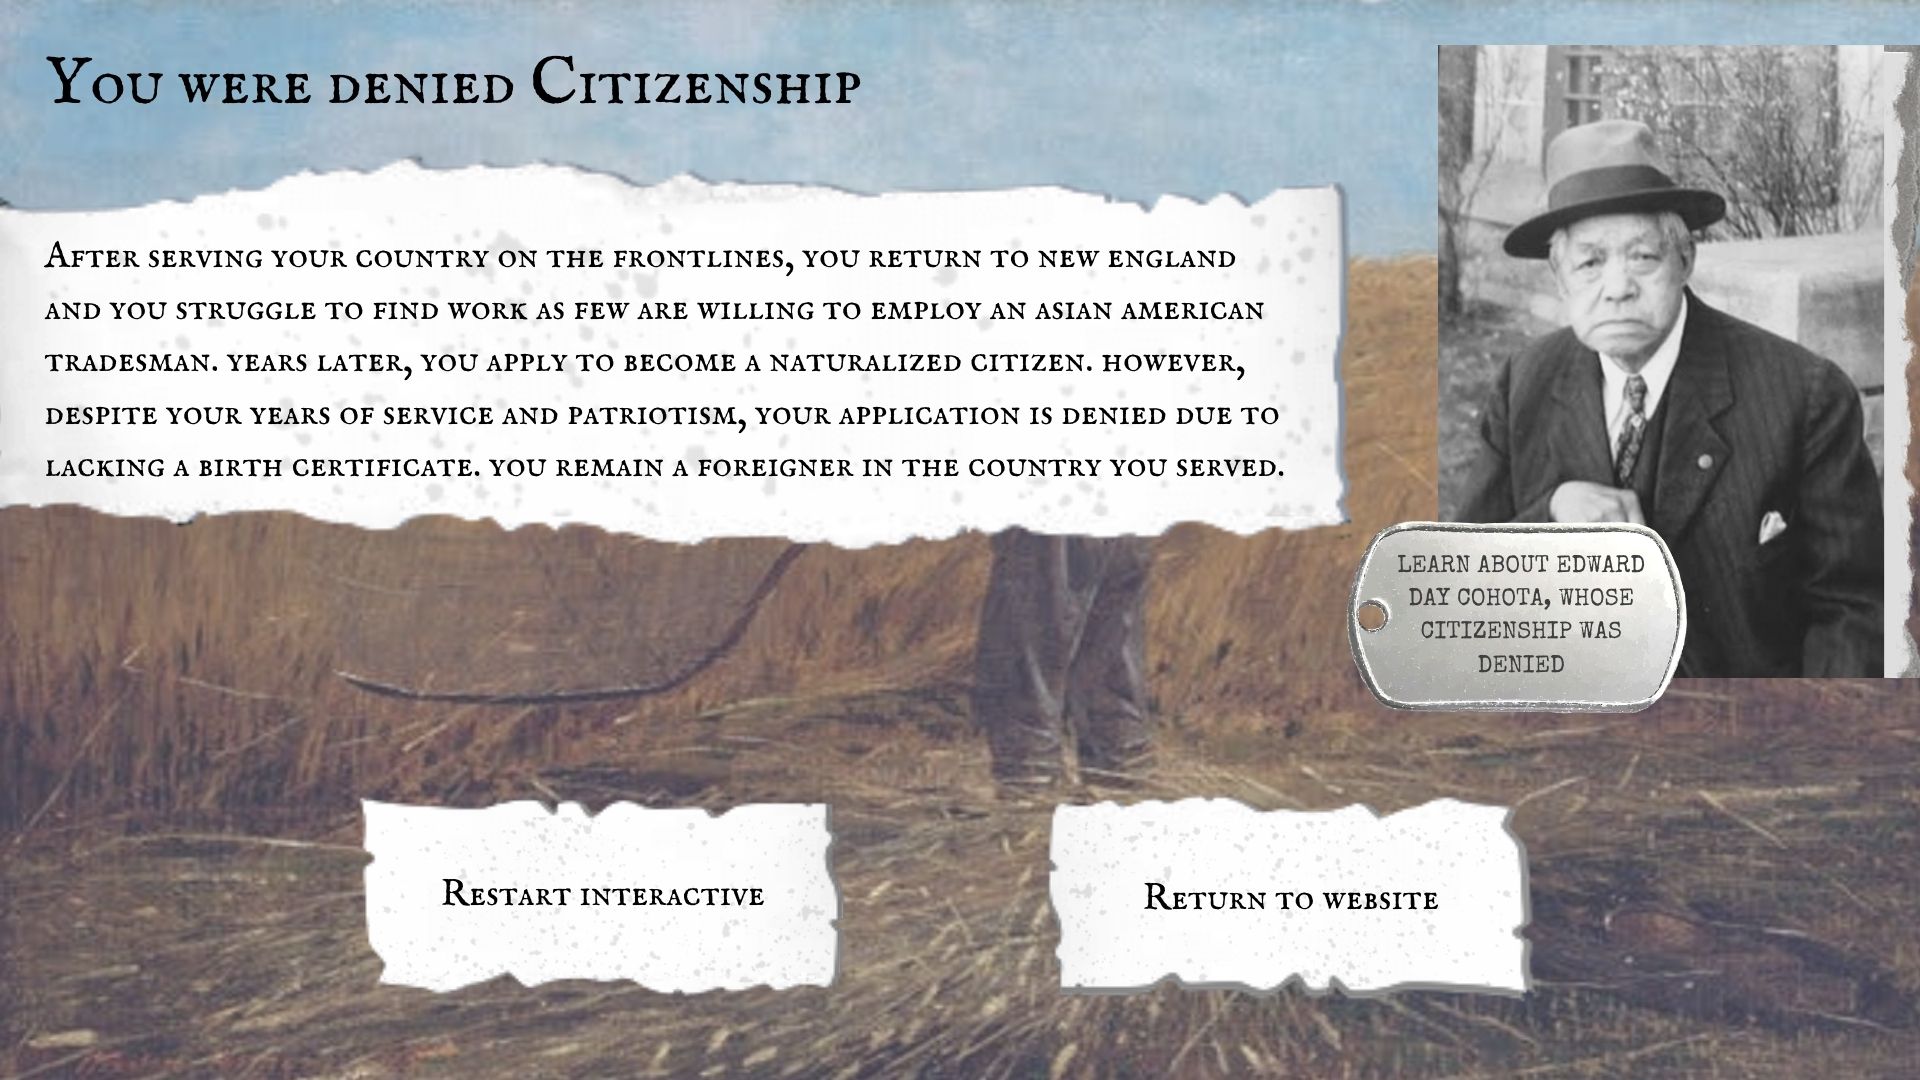 You were denied Citizenship
After serving your country on the frontlines, you return to new england
and you struggle to find work as few are willing to employ an asian american
tradesman. years later, you apply to become a naturalized citizen. however,
despite your years of service and patriotism, your application is denied due to
lacking a birth certificate. you remain a foreigner in the country you served.
LEARN ABOUT EDWARD
DAY COHOTA, WHOSE
CITIZENSHIP WAS
DENIED
Restart interactive
Return to website